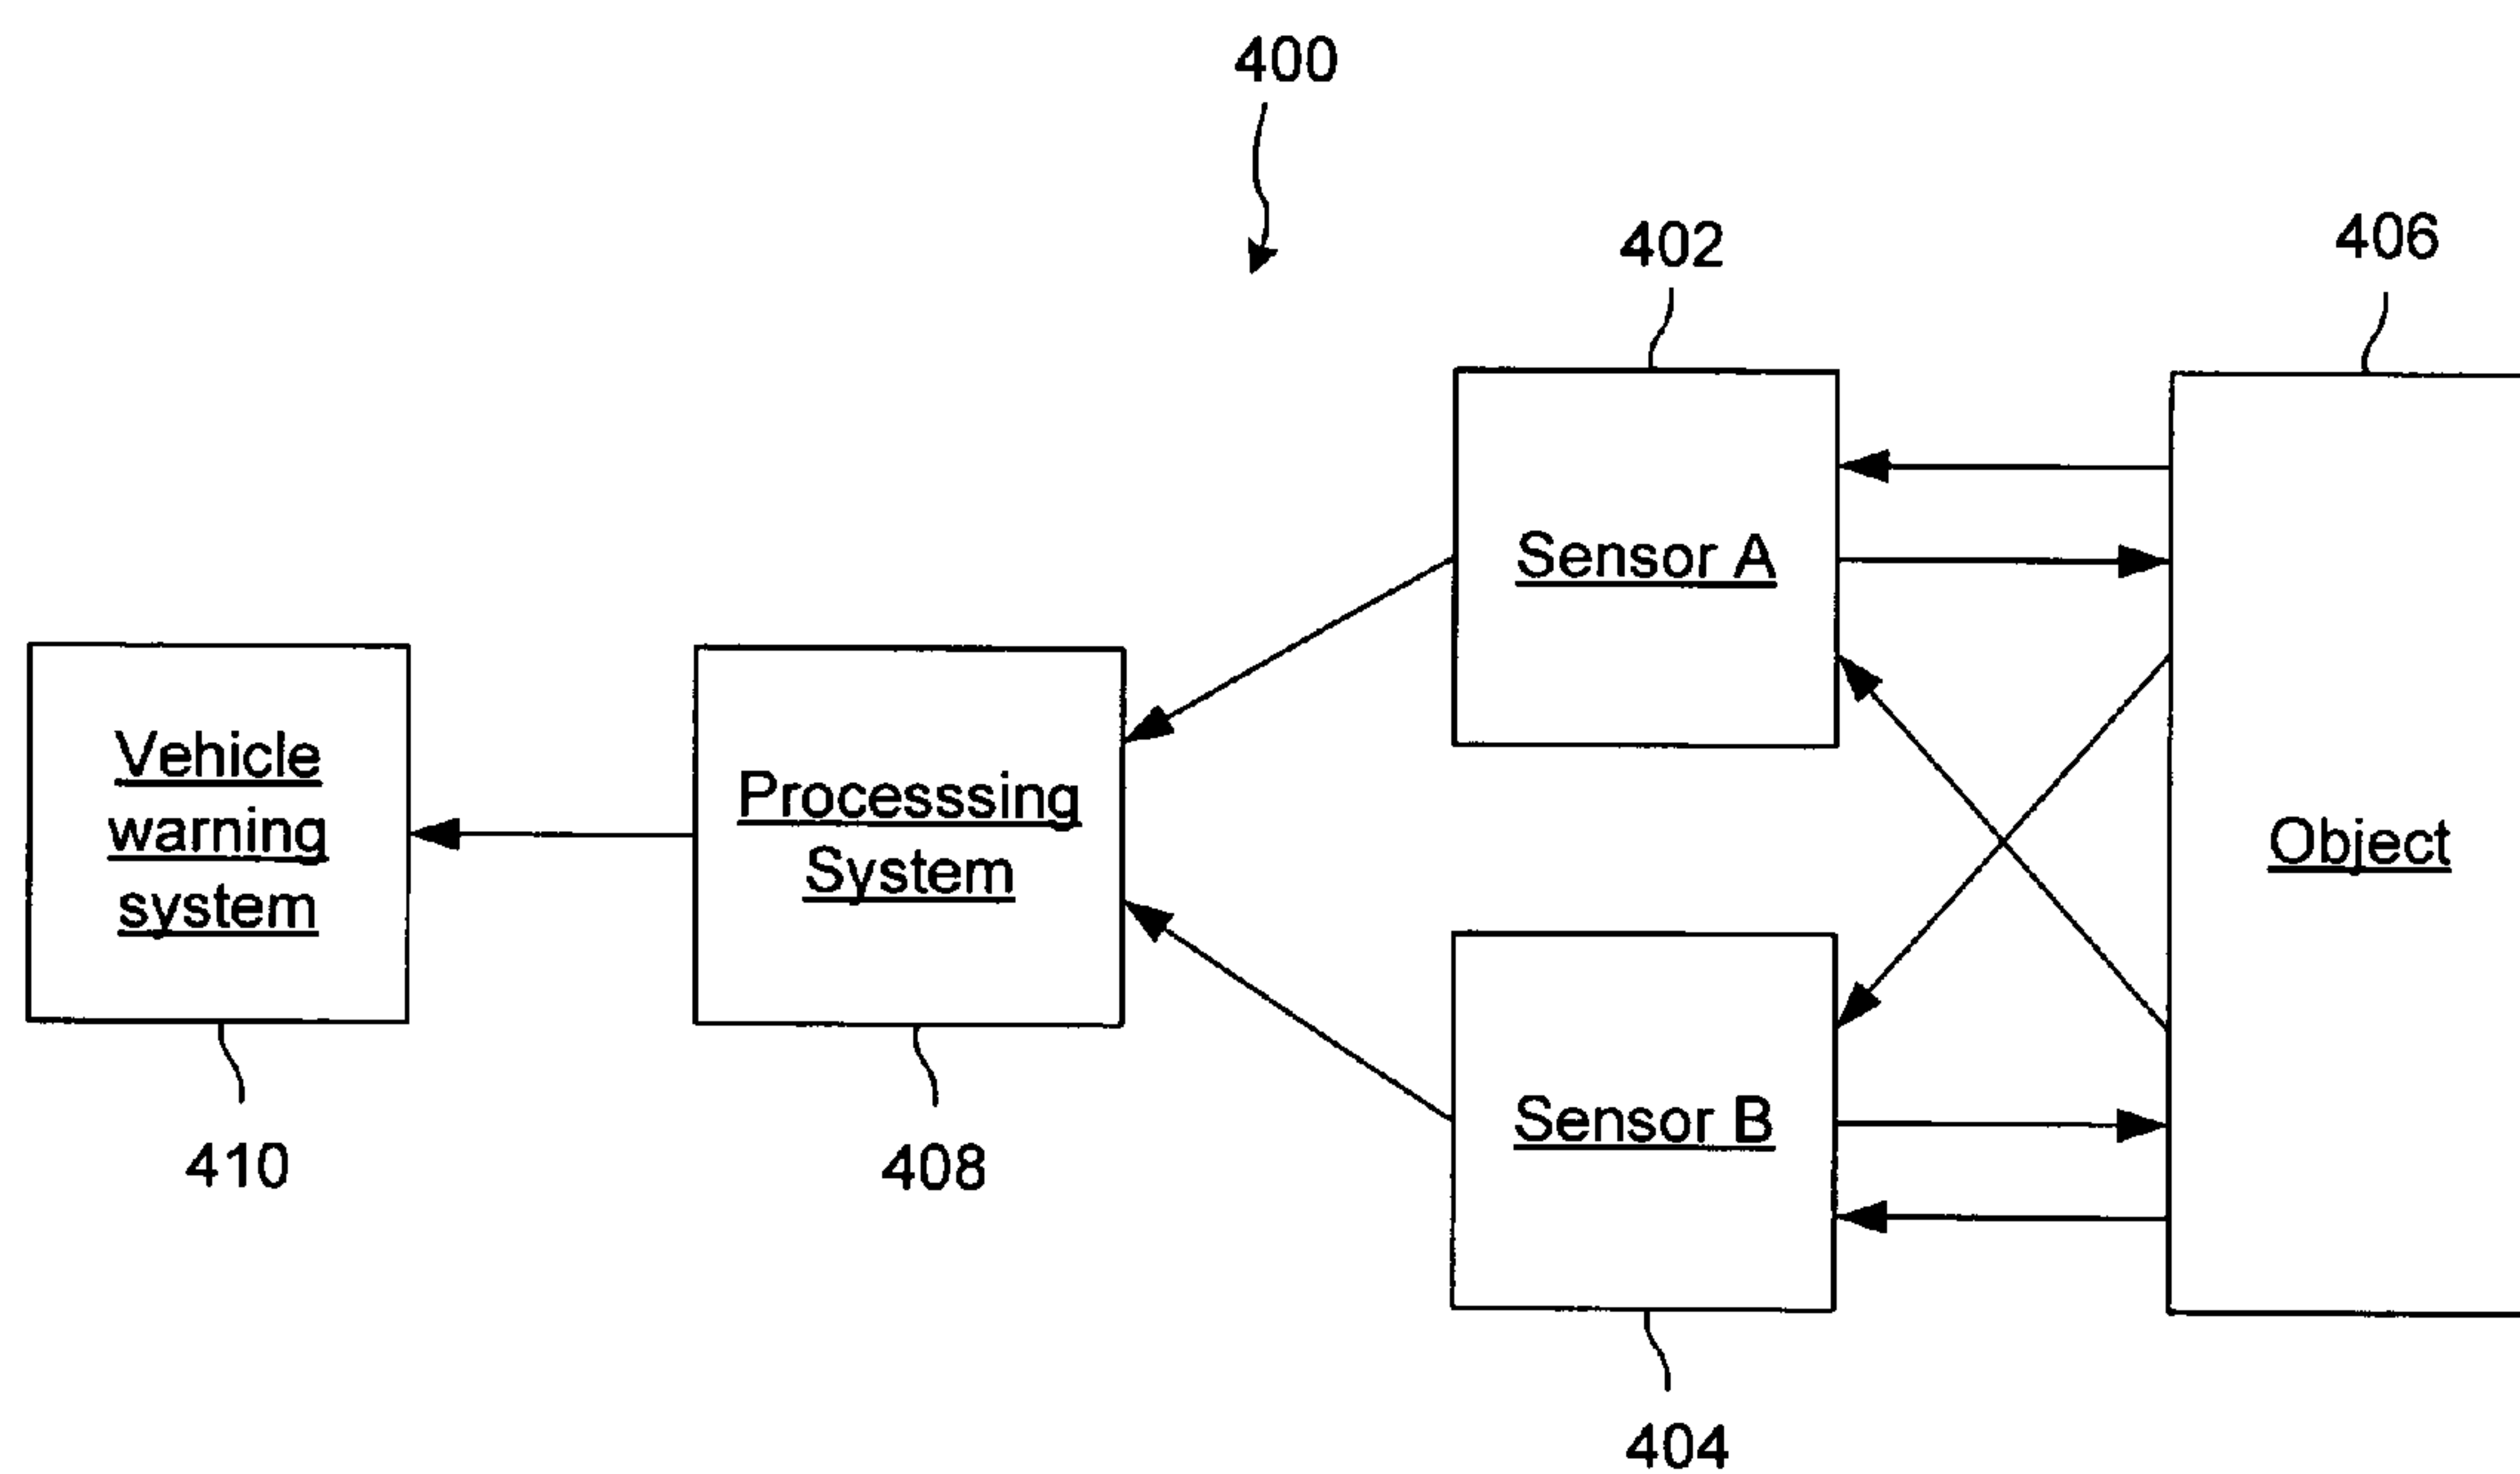 400
402
406
Sensor A
Vehicle
warning
system
Processsing
System
Object
Sensor B
410
408
404